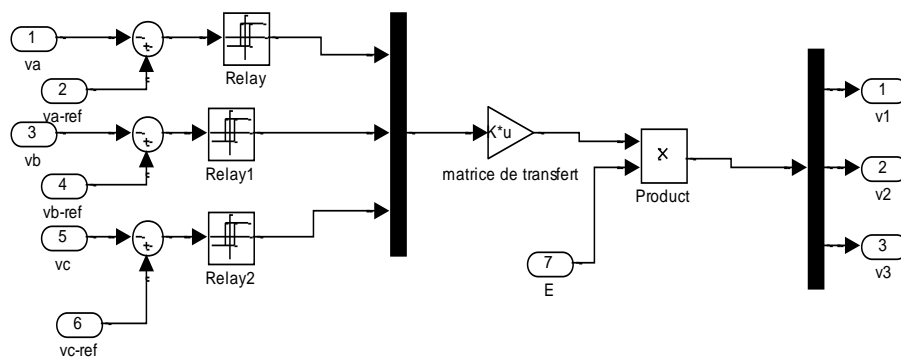 1
va
2
va-ref
Relay
3
vb
4
vb-ref
Relay1
5
vc
6
vc-ref
Relay2
K*u
matrice de transfert
x
Product
7
E
1
v1
2
v2
3
v3